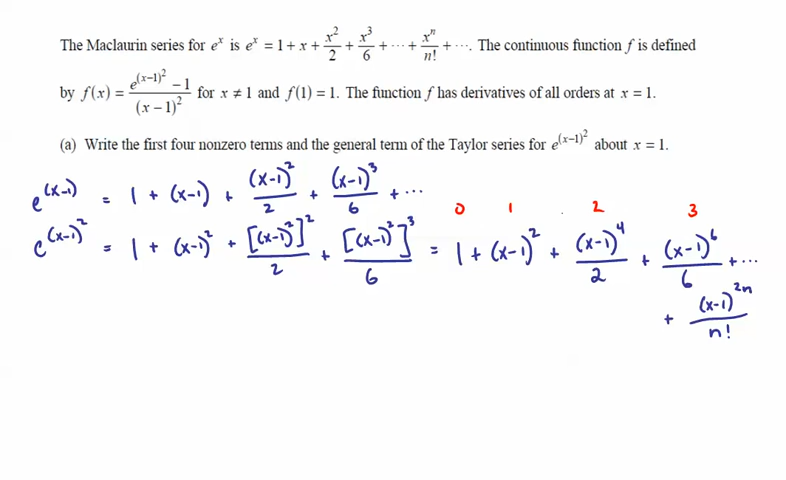 The Maclaurin series for e^x is e^x = 1 + x + x^2/2 + x^3/6 + ··· + x^n/n! + ···. The continuous function f is defined
by f(x) = (e^((x−1)^2) − 1)/(x − 1)^2 for x ≠ 1 and f(1) = 1. The function f has derivatives of all orders at x = 1.
(a) Write the first four nonzero terms and the general term of the Taylor series for e^((x−1)^2) about x = 1.
e^(x-1) = 1 + (x-1) + (x-1)^2/2 + (x-1)^3/6 + ···
0 1 2 3
e^((x-1)^2) = 1 + (x-1)^2 + [(x-1)^2]^2/2 + [(x-1)^2]^3/6 = 1 + (x-1)^2 + (x-1)^4/2 + (x-1)^6/6 + ···
+ (x-1)^(2n)/n!